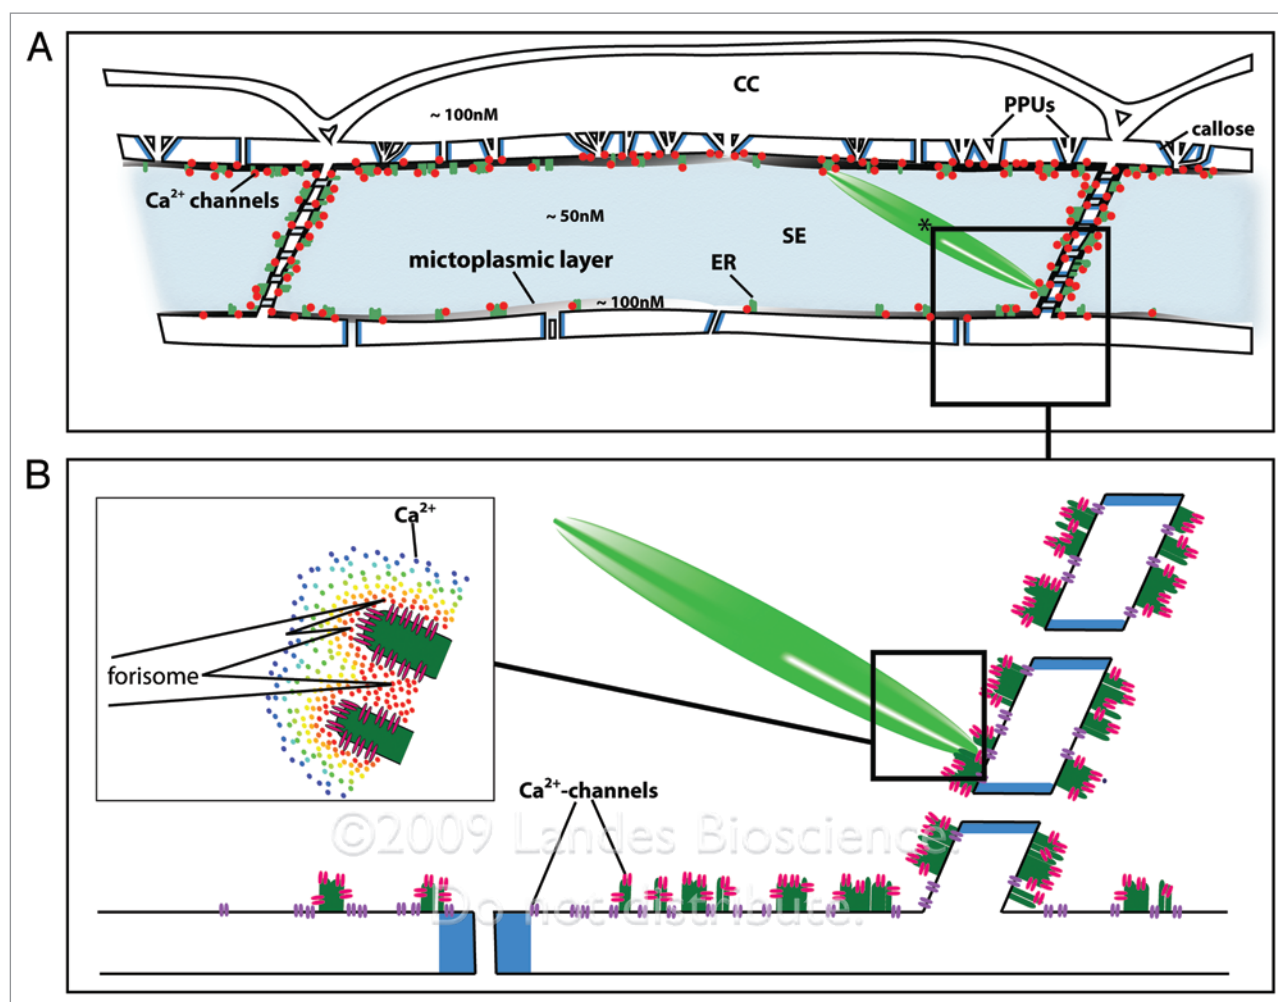 A
CC
~ 100nM
PPUs
callose
Ca²⁺ channels
~ 50nM
SE
*
mictoplasmic layer
ER
~ 100nM
B
Ca²⁺
forisome
Ca²⁺-channels
©2009 Landes Bioscience.
Do not distribute.